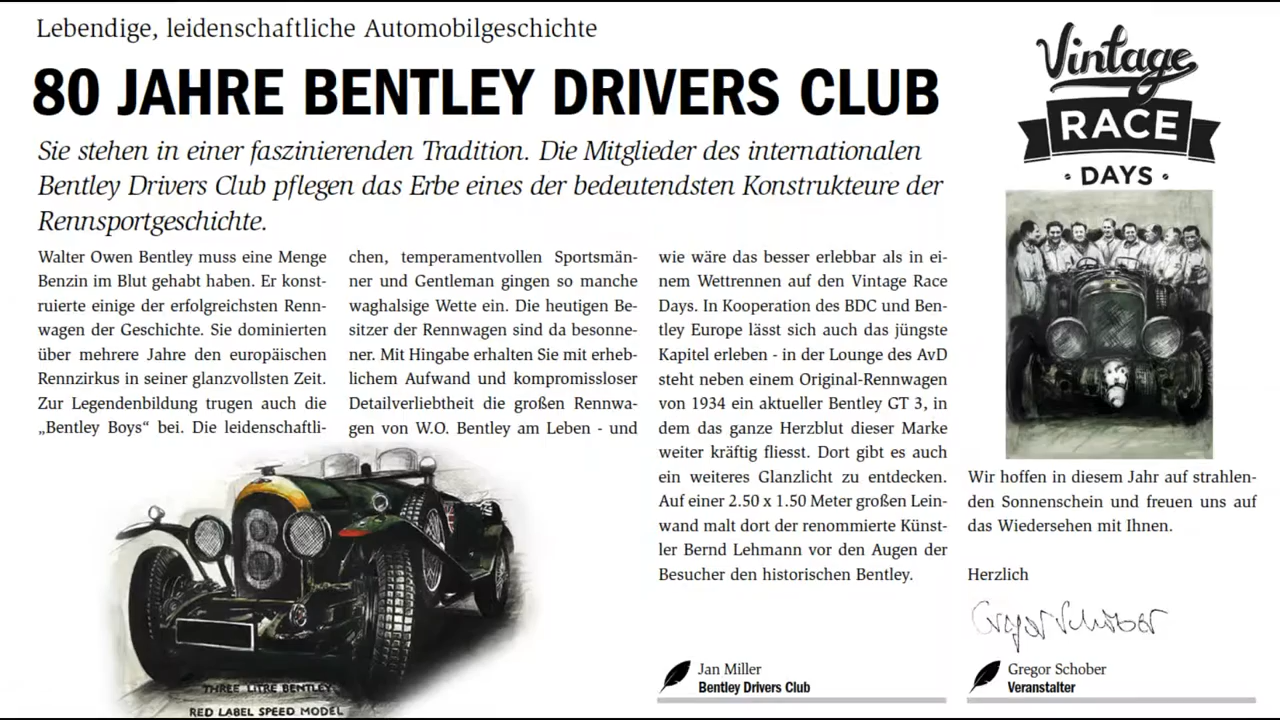 Lebendige, leidenschaftliche Automobilgeschichte
80 JAHRE BENTLEY DRIVERS CLUB
Sie stehen in einer faszinierenden Tradition. Die Mitglieder des internationalen
Bentley Drivers Club pflegen das Erbe eines der bedeutendsten Konstrukteure der
Rennsportgeschichte.
Walter Owen Bentley muss eine Menge
Benzin im Blut gehabt haben. Er konst-
ruierte einige der erfolgreichsten Renn-
wagen der Geschichte. Sie dominierten
über mehrere Jahre den europäischen
Rennzirkus in seiner glanzvollsten Zeit.
Zur Legendenbildung trugen auch die
„Bentley Boys“ bei. Die leidenschaftli-
chen, temperamentvollen Sportsmän-
ner und Gentleman gingen so manche
waghalsige Wette ein. Die heutigen Be-
sitzer der Rennwagen sind da besonne-
ner. Mit Hingabe erhalten Sie mit erheb-
lichem Aufwand und kompromissloser
Detailverliebtheit die großen Rennwa-
gen von W.O. Bentley am Leben - und
wie wäre das besser erlebbar als in ei-
nem Wettrennen auf den Vintage Race
Days. In Kooperation des BDC und Ben-
tley Europe lässt sich auch das jüngste
Kapitel erleben - in der Lounge des AvD
steht neben einem Original-Rennwagen
von 1934 ein aktueller Bentley GT 3, in
dem das ganze Herzblut dieser Marke
weiter kräftig fliesst. Dort gibt es auch
ein weiteres Glanzlicht zu entdecken.
Auf einer 2.50 x 1.50 Meter großen Lein-
wand malt dort der renommierte Künst-
ler Bernd Lehmann vor den Augen der
Besucher den historischen Bentley.
8
THREE LITRE BENTLEY
RED LABEL SPEED MODEL
Jan Miller
Bentley Drivers Club
Vintage
RACE
· DAYS ·
Wir hoffen in diesem Jahr auf strahlen-
den Sonnenschein und freuen uns auf
das Wiedersehen mit Ihnen.
Herzlich
Gregor Schober
Gregor Schober
Veranstalter